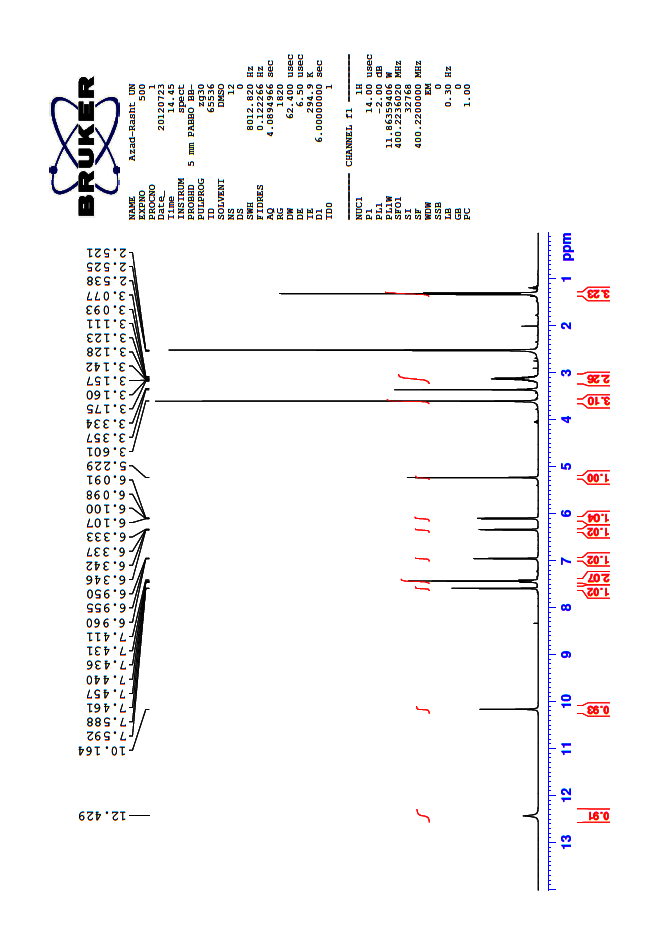 BRUKER
NAME Azad-Rasht UN
EXPNO 500
PROCNO 1
Date_ 20120723
Time 14.45
INSTRUM spect
PROBHD 5 mm PABBO BB-
PULPROG zg30
TD 65536
SOLVENT DMSO
NS 12
DS 0
SWH 8012.820 Hz
FIDRES 0.122266 Hz
AQ 4.0894966 sec
RG 1820
DW 62.400 usec
DE 6.50 usec
TE 294.9 K
D1 6.00000000 sec
TD0 1
======== CHANNEL f1 ========
NUC1 1H
P1 14.00 usec
PL1 -2.00 dB
PL1W 11.86359406 W
SFO1 400.2236020 MHz
SI 32768
SF 400.2200000 MHz
WDW EM
SSB 0
LB 0.30 Hz
GB 0
PC 1.00
2.521
2.525
2.538
3.077
3.093
3.111
3.123
3.128
3.142
3.157
3.160
3.175
3.334
3.357
3.601
5.229
6.091
6.098
6.100
6.107
6.333
6.337
6.342
6.346
6.950
6.955
6.960
7.411
7.431
7.436
7.440
7.457
7.461
7.588
7.592
10.164
12.429
ppm
1
2
3
4
5
6
7
8
9
10
11
12
13
3.23
2.26
3.10
1.00
1.04
1.02
1.02
2.07
1.02
0.93
0.91